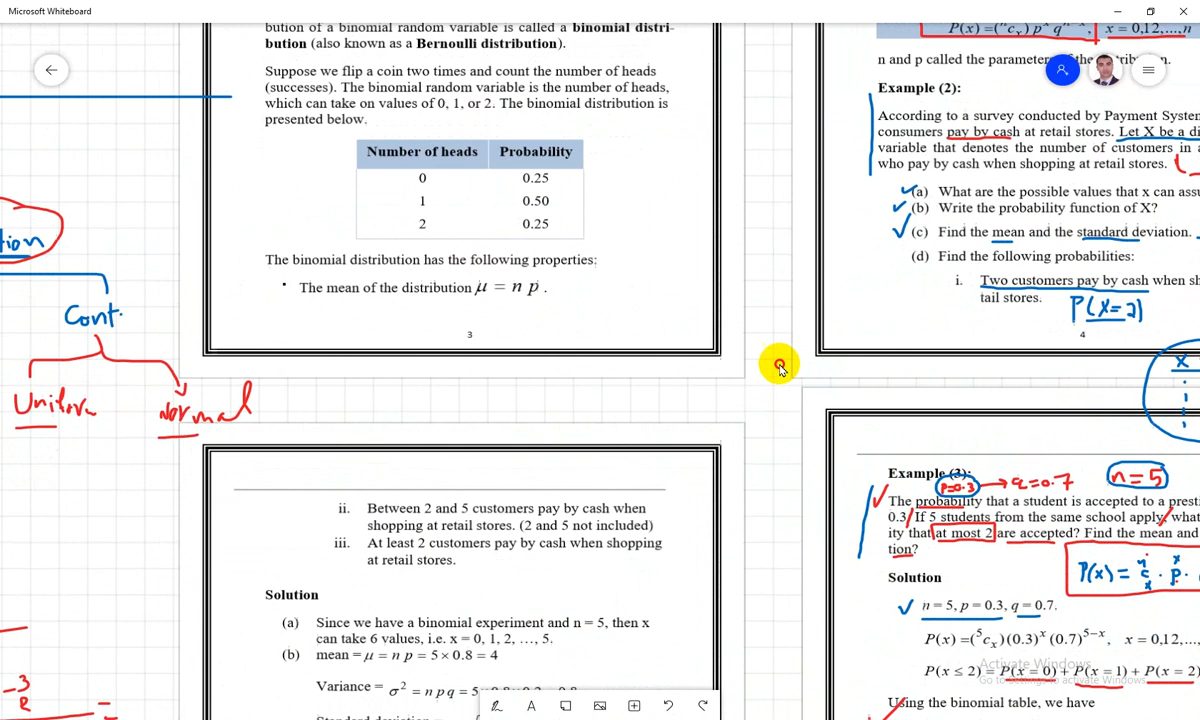 Microsoft Whiteboard
bution of a binomial random variable is called a binomial distri-
bution (also known as a Bernoulli distribution).
Suppose we flip a coin two times and count the number of heads
(successes). The binomial random variable is the number of heads,
which can take on values of 0, 1, or 2. The binomial distribution is
presented below.
Number of heads Probability
0 0.25
1 0.50
2 0.25
The binomial distribution has the following properties:
• The mean of the distribution μ = n p .
3
tion
Cont.
Uniform
Normal
ii. Between 2 and 5 customers pay by cash when
shopping at retail stores. (2 and 5 not included)
iii. At least 2 customers pay by cash when shopping
at retail stores.
Solution
(a) Since we have a binomial experiment and n = 5, then x
can take 6 values, i.e. x = 0, 1, 2, …, 5.
(b) mean = μ = n p = 5 × 0.8 = 4
Variance = σ² = n p q = 5
P(x) =(ⁿcₓ) pˣ qⁿ⁻ˣ, x = 0,12,...,n
n and p called the parameter
Example (2):
According to a survey conducted by Payment System
consumers pay by cash at retail stores. Let X be a di
variable that denotes the number of customers in a
who pay by cash when shopping at retail stores.
(a) What are the possible values that x can assu
(b) Write the probability function of X?
(c) Find the mean and the standard deviation.
(d) Find the following probabilities:
i. Two customers pay by cash when sh
tail stores.
P(X=2)
4
X
Example (3):
P=0.3 → q=0.7
n=5
The probability that a student is accepted to a presti
0.3. If 5 students from the same school apply, what
ity that at most 2 are accepted? Find the mean and
tion?
P(x) = ⁿcₓ . pˣ .
Solution
n = 5, p = 0.3, q = 0.7.
P(x) =(⁵cₓ)(0.3)ˣ (0.7)⁵⁻ˣ, x = 0,12,...,
P(x ≤ 2) = P(x = 0) + P(x = 1) + P(x = 2)
Activate Windows
Using the binomial table, we have